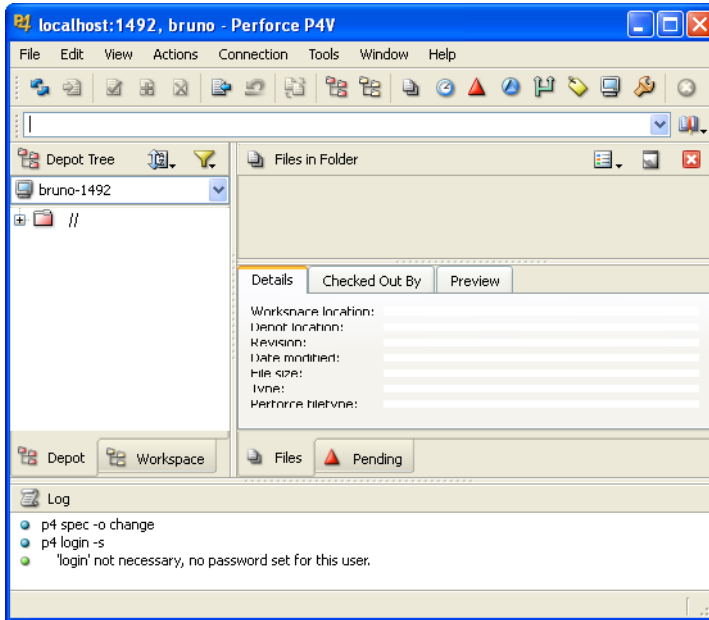 localhost:1492, bruno - Perforce P4V
File Edit View Actions Connection Tools Window Help
Depot Tree
Files in Folder
bruno-1492
//
Details Checked Out By Preview
Workspace location:
Depot location:
Revision:
Date modified:
File size:
Type:
Perforce filetype:
Depot Workspace
Files Pending
Log
p4 spec -o change
p4 login -s
'login' not necessary, no password set for this user.